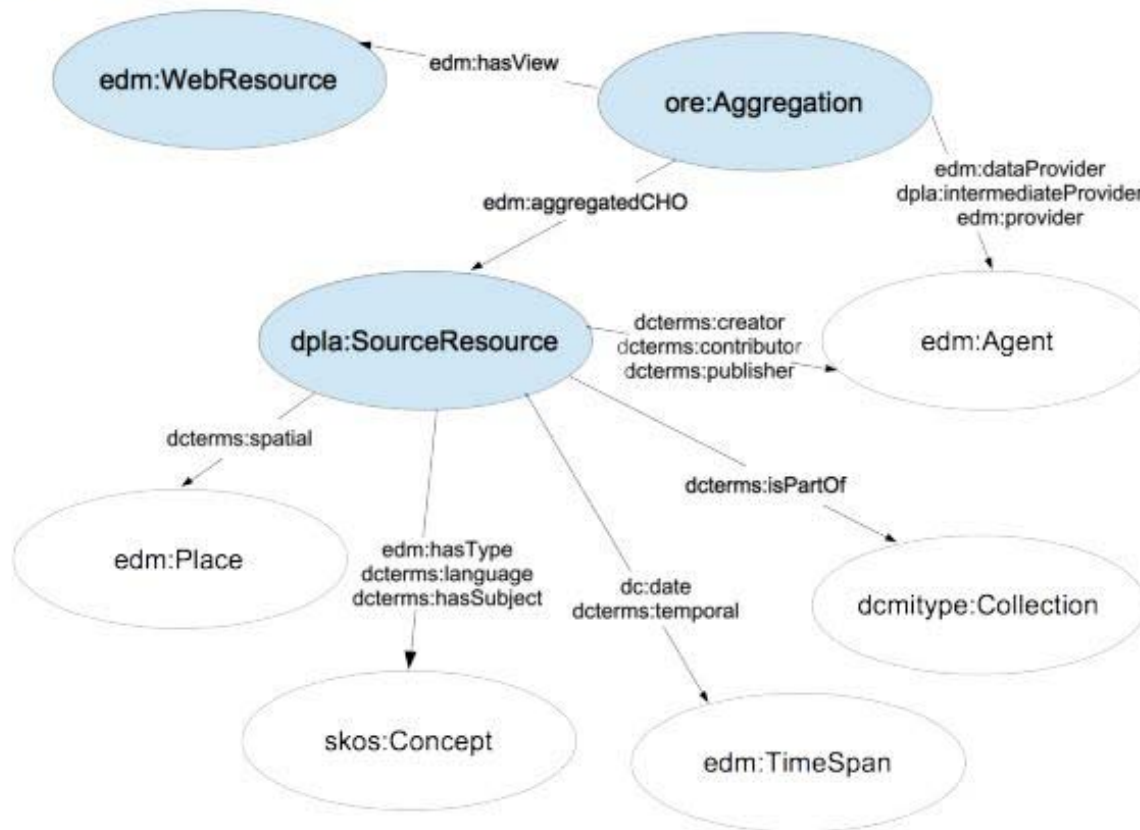 edm:WebResource
edm:hasView
ore:Aggregation
edm:dataProvider
dpla:intermediateProvider
edm:provider
edm:aggregatedCHO
dpla:SourceResource
dcterms:creator
dcterms:contributor
dcterms:publisher
edm:Agent
dcterms:spatial
dcterms:isPartOf
edm:Place
edm:hasType
dcterms:language
dcterms:hasSubject
dc:date
dcterms:temporal
dcmitype:Collection
skos:Concept
edm:TimeSpan